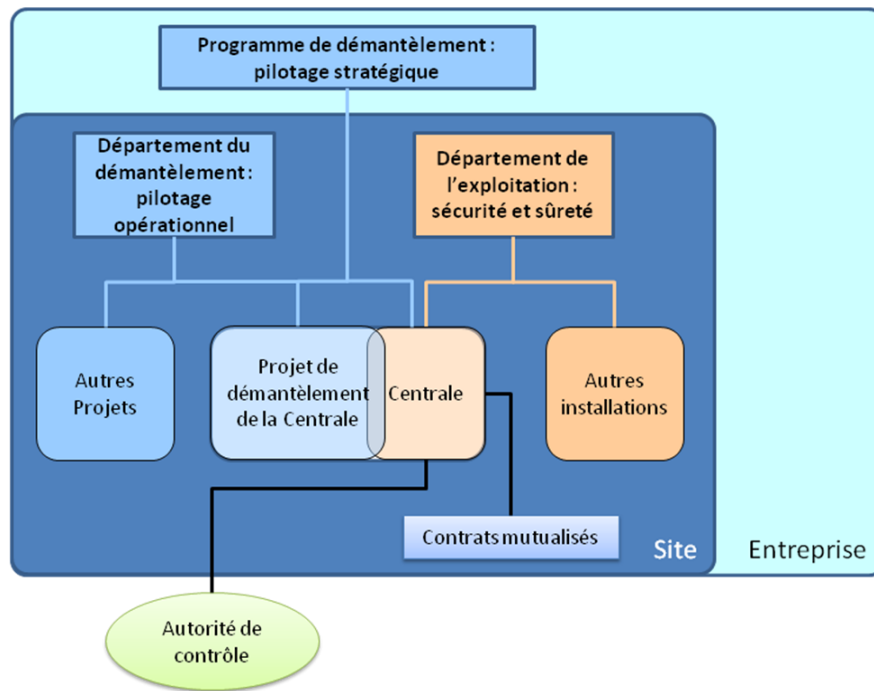 Programme de démantèlement :
pilotage stratégique
Département du
démantèlement :
pilotage
opérationnel
Département de
l'exploitation :
sécurité et sûreté
Autres
Projets
Projet de
démantèlement
de la Centrale
Centrale
Autres
installations
Contrats mutualisés
Site
Entreprise
Autorité de
contrôle